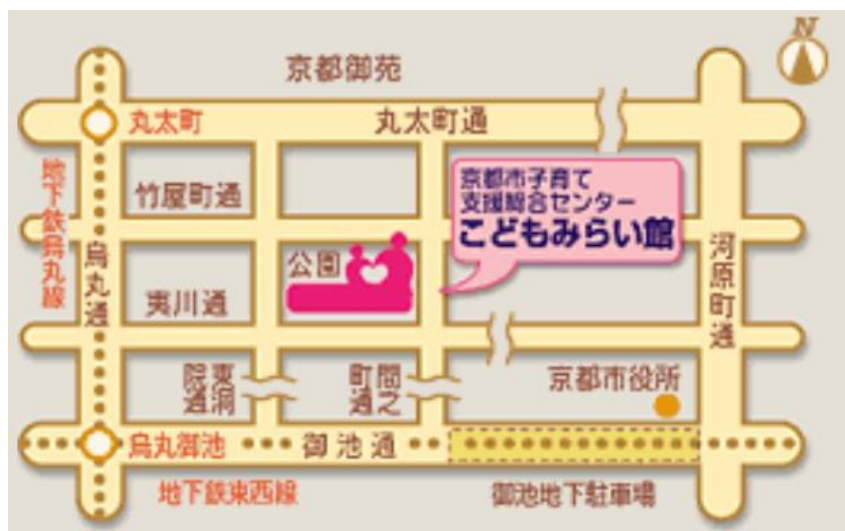 N
京都御苑
丸太町
丸太町通
地下鉄烏丸線
烏丸通
竹屋町通
京都市子育て
支援総合センター
こどもみらい館
公園
河原町通
夷川通
東洞
院通
間之
町通
京都市役所
烏丸御池
御池通
地下鉄東西線
御池地下駐車場